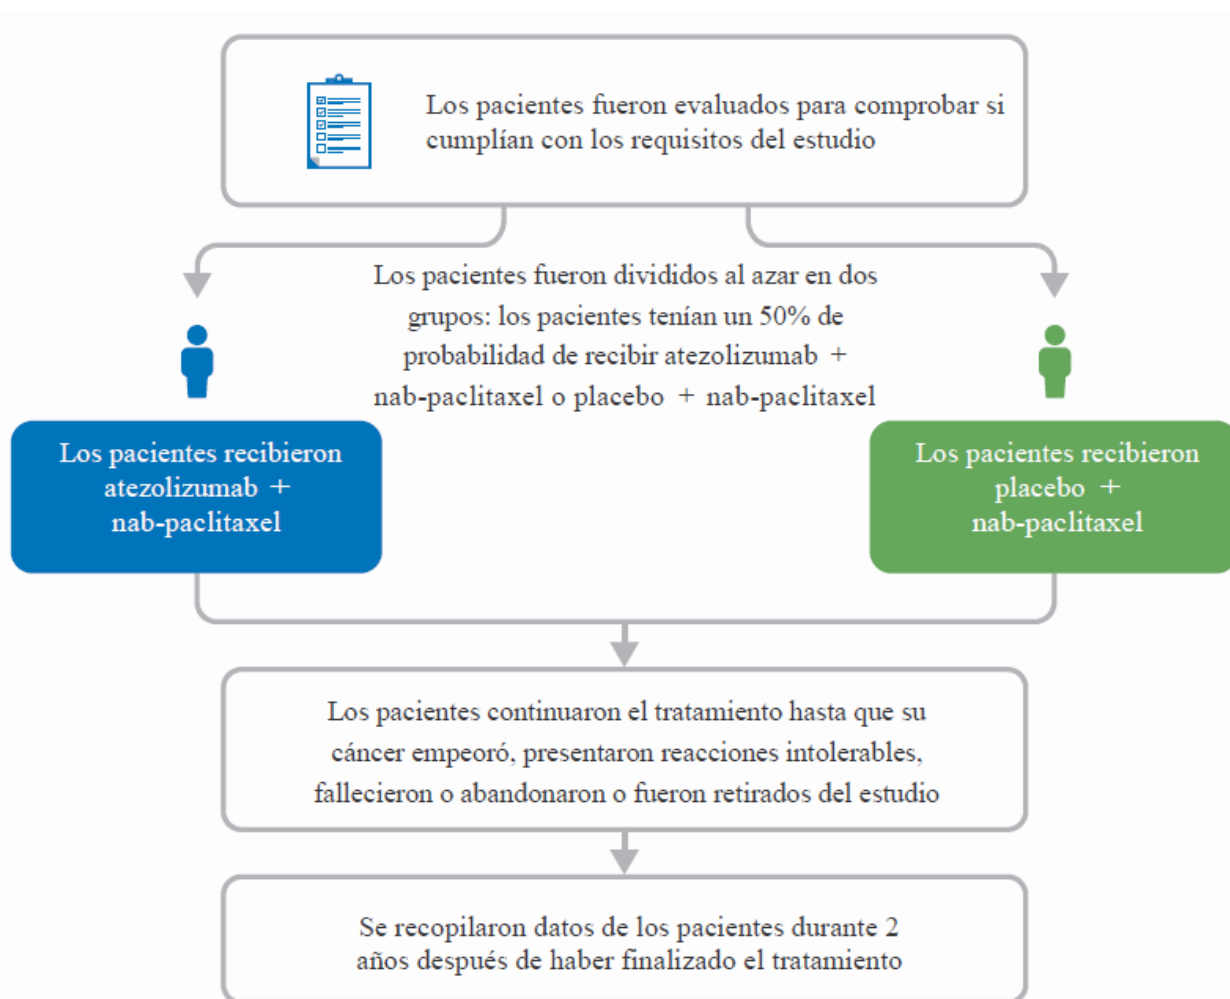 Los pacientes fueron evaluados para comprobar si
cumplían con los requisitos del estudio
Los pacientes fueron divididos al azar en dos
grupos: los pacientes tenían un 50% de
probabilidad de recibir atezolizumab +
nab-paclitaxel o placebo + nab-paclitaxel
Los pacientes recibieron
atezolizumab +
nab-paclitaxel
Los pacientes recibieron
placebo +
nab-paclitaxel
Los pacientes continuaron el tratamiento hasta que su
cáncer empeoró, presentaron reacciones intolerables,
fallecieron o abandonaron o fueron retirados del estudio
Se recopilaron datos de los pacientes durante 2
años después de haber finalizado el tratamiento